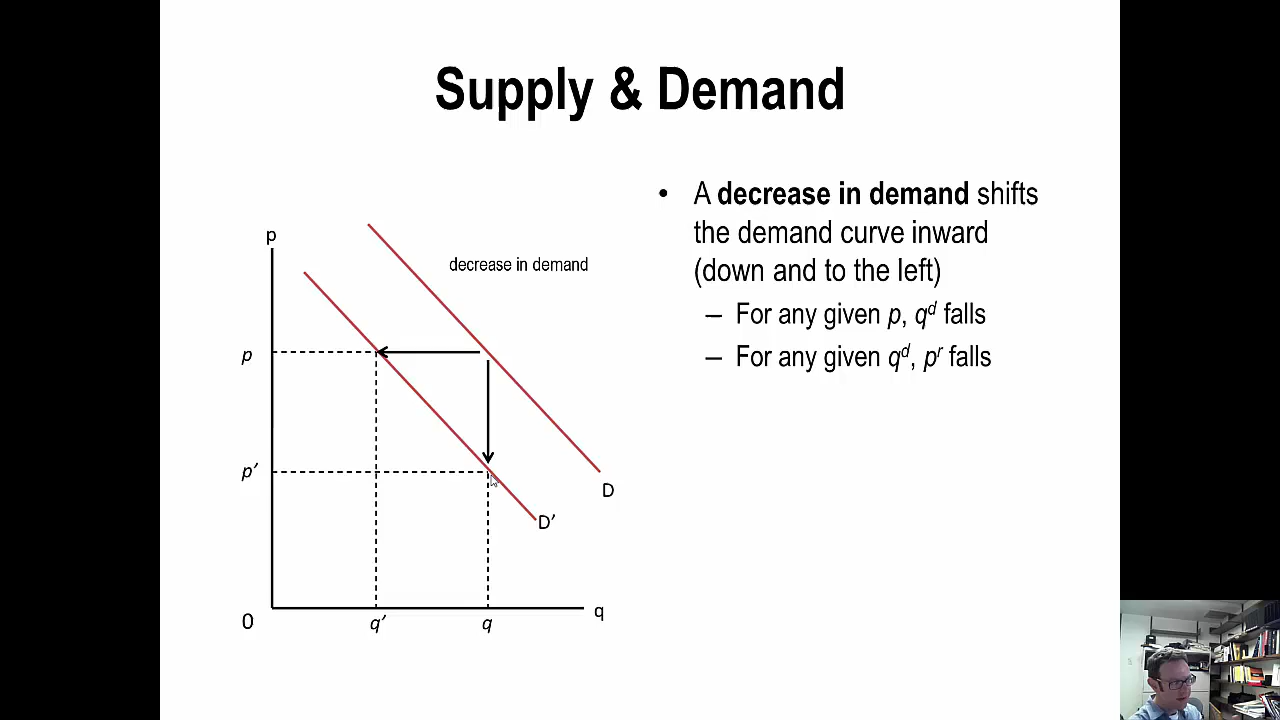 Supply & Demand
• A decrease in demand shifts
the demand curve inward
(down and to the left)
– For any given p, qᵈ falls
– For any given qᵈ, pʳ falls
p
decrease in demand
p
p’
D
D’
0
q’
q
q